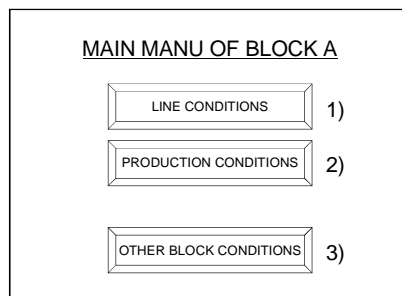 MAIN MANU OF BLOCK A
LINE CONDITIONS 1)
PRODUCTION CONDITIONS 2)
OTHER BLOCK CONDITIONS 3)